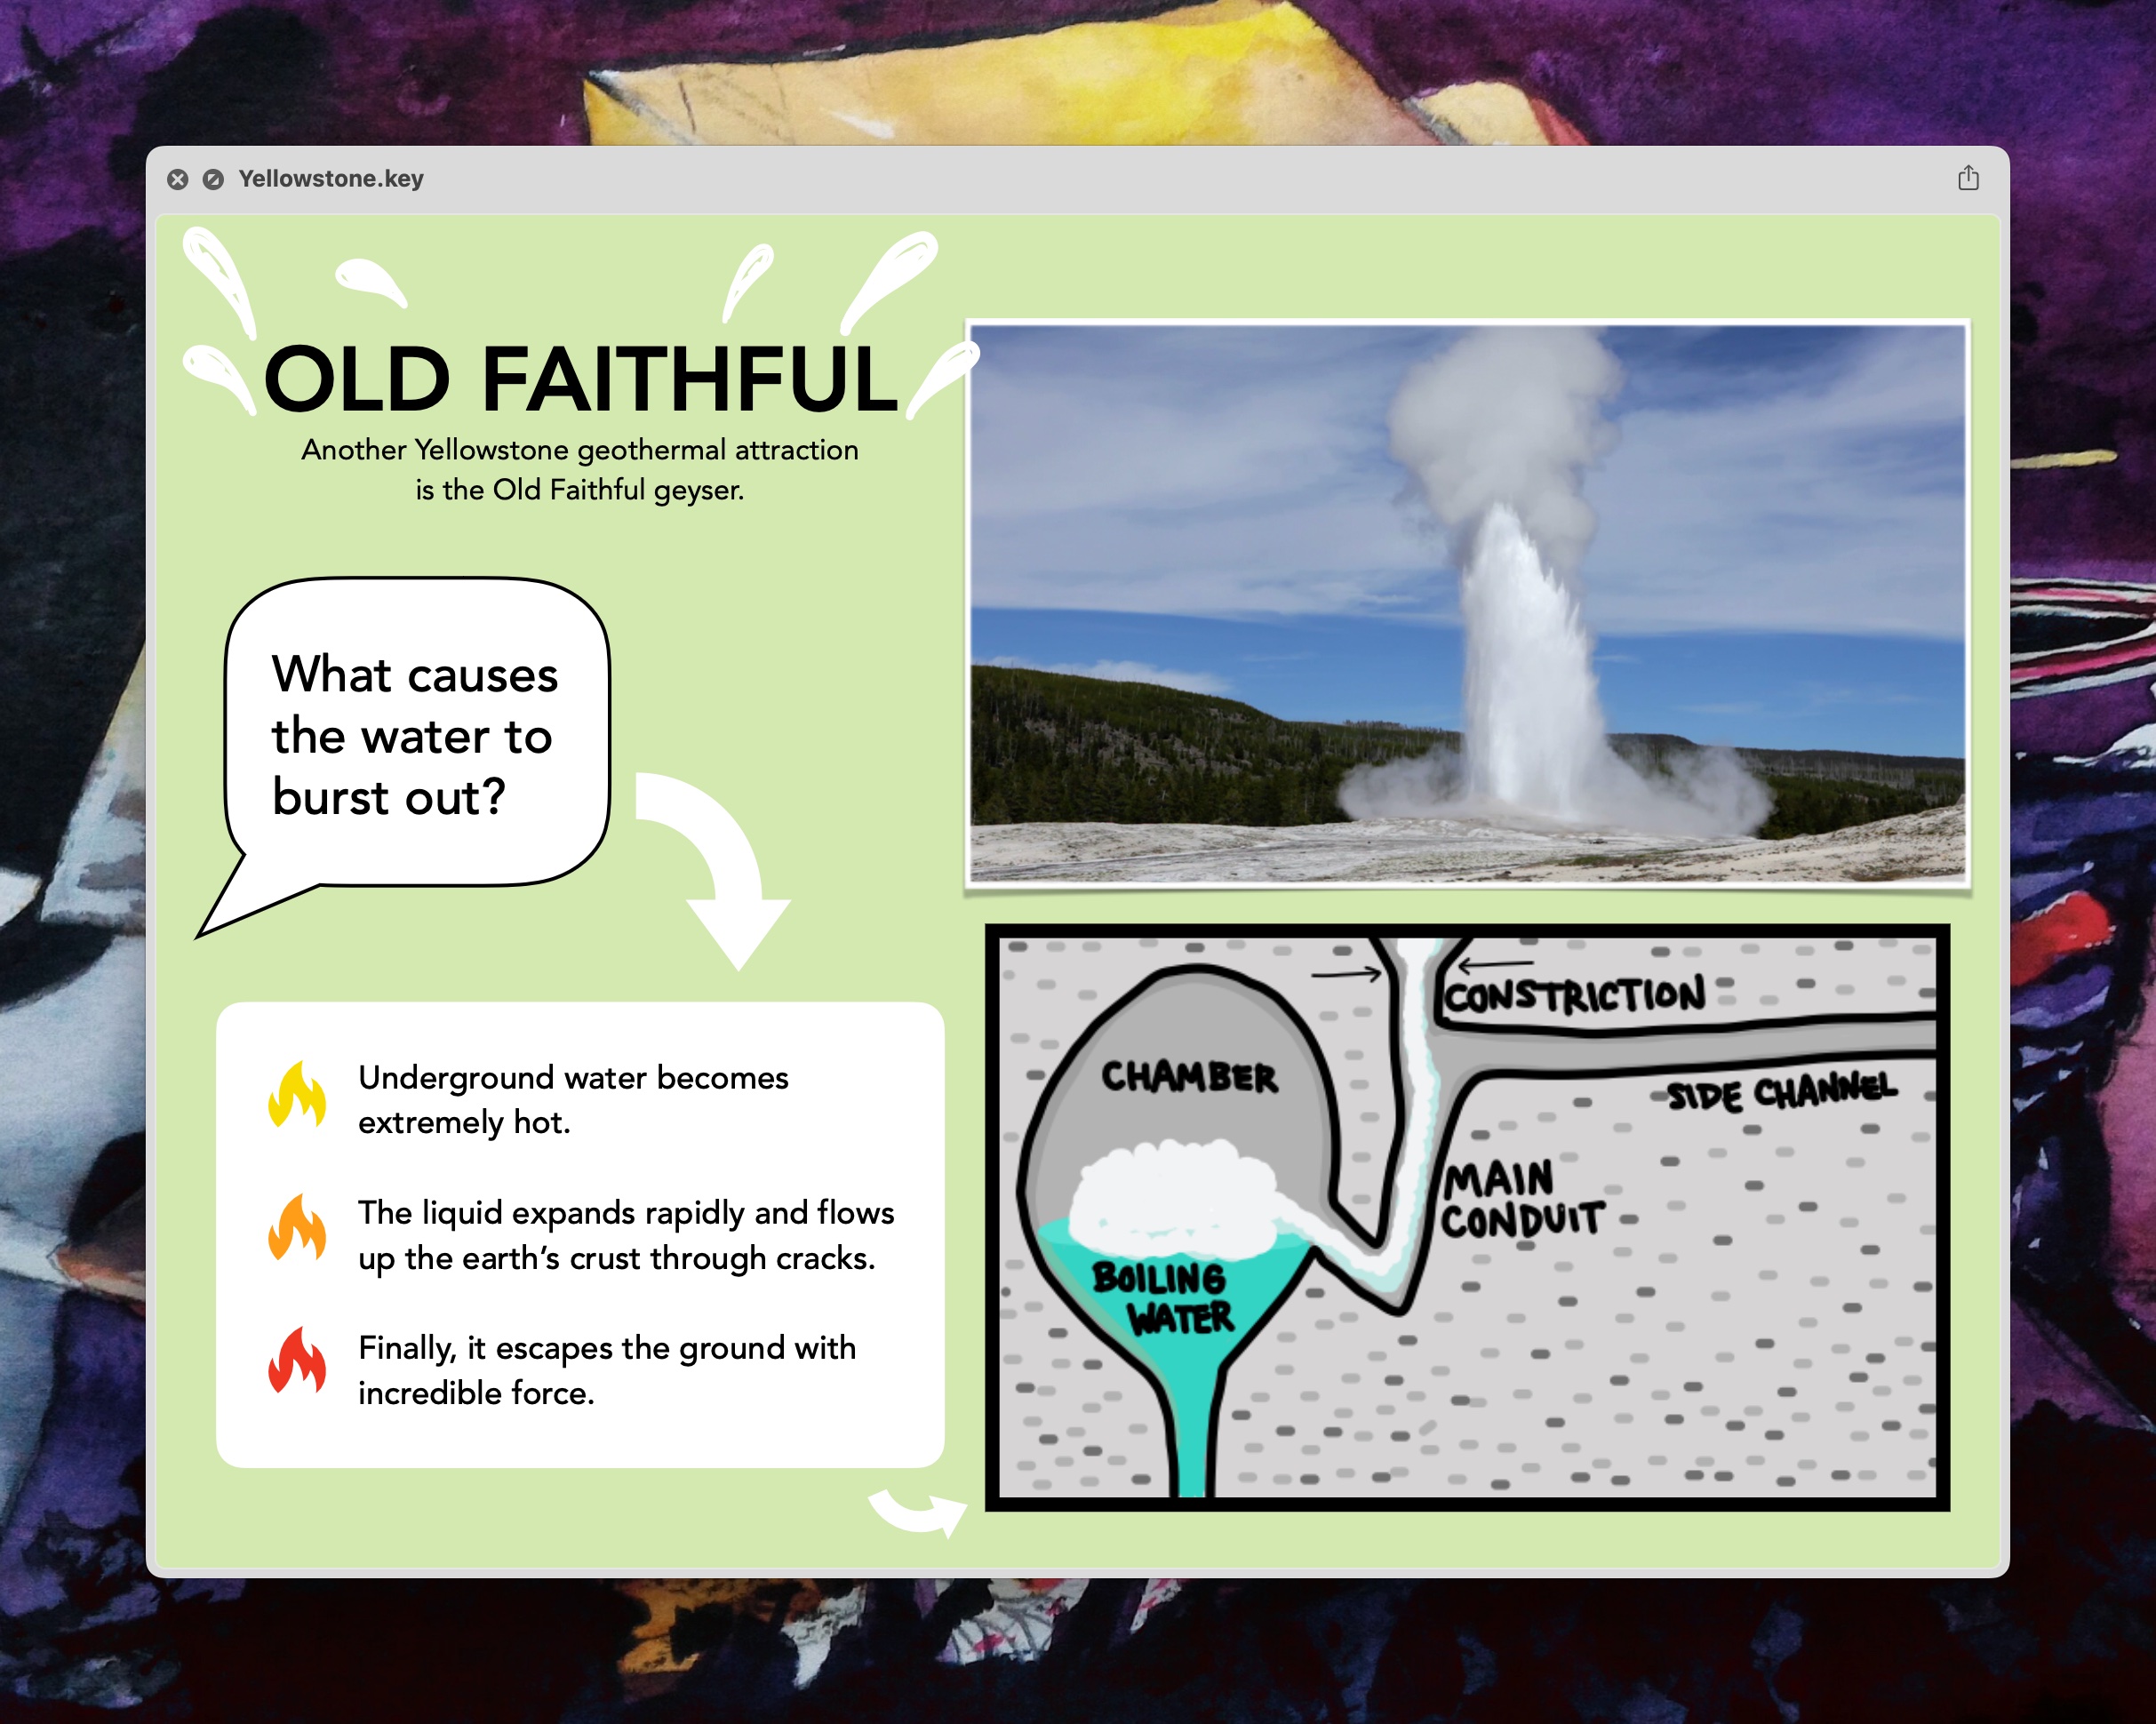 Yellowstone.key
OLD FAITHFUL
Another Yellowstone geothermal attraction
is the Old Faithful geyser.
What causes
the water to
burst out?
Underground water becomes
extremely hot.
The liquid expands rapidly and flows
up the earth’s crust through cracks.
Finally, it escapes the ground with
incredible force.
CONSTRICTION
CHAMBER
SIDE CHANNEL
MAIN
CONDUIT
BOILING
WATER